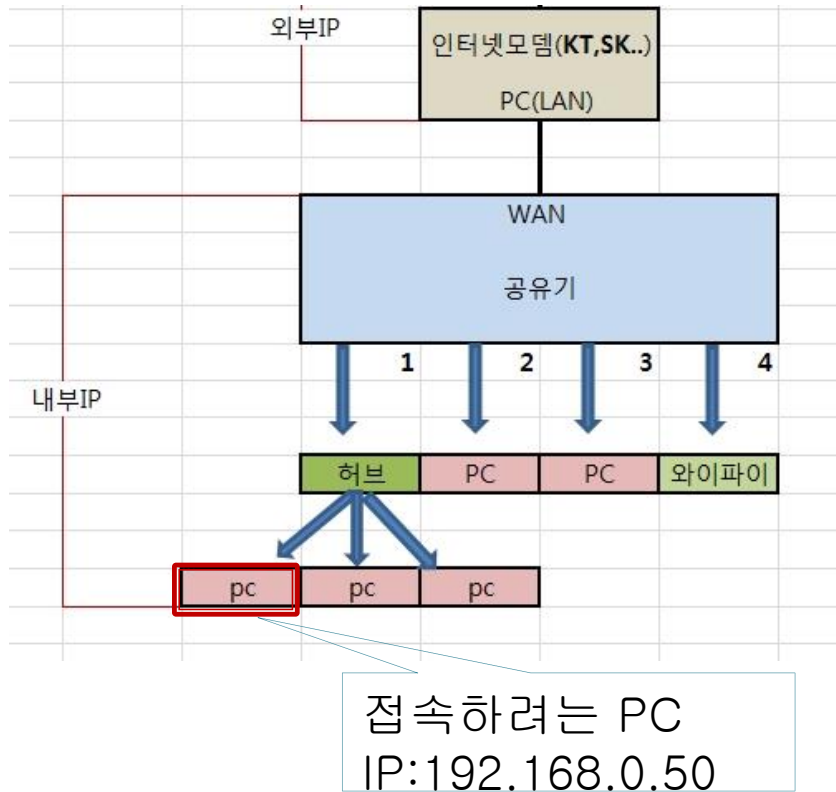 외부IP
인터넷모뎀(KT,SK..)
PC(LAN)
WAN
공유기
1 2 3 4
내부IP
허브 PC PC 와이파이
pc pc pc
접속하려는 PC
IP:192.168.0.50